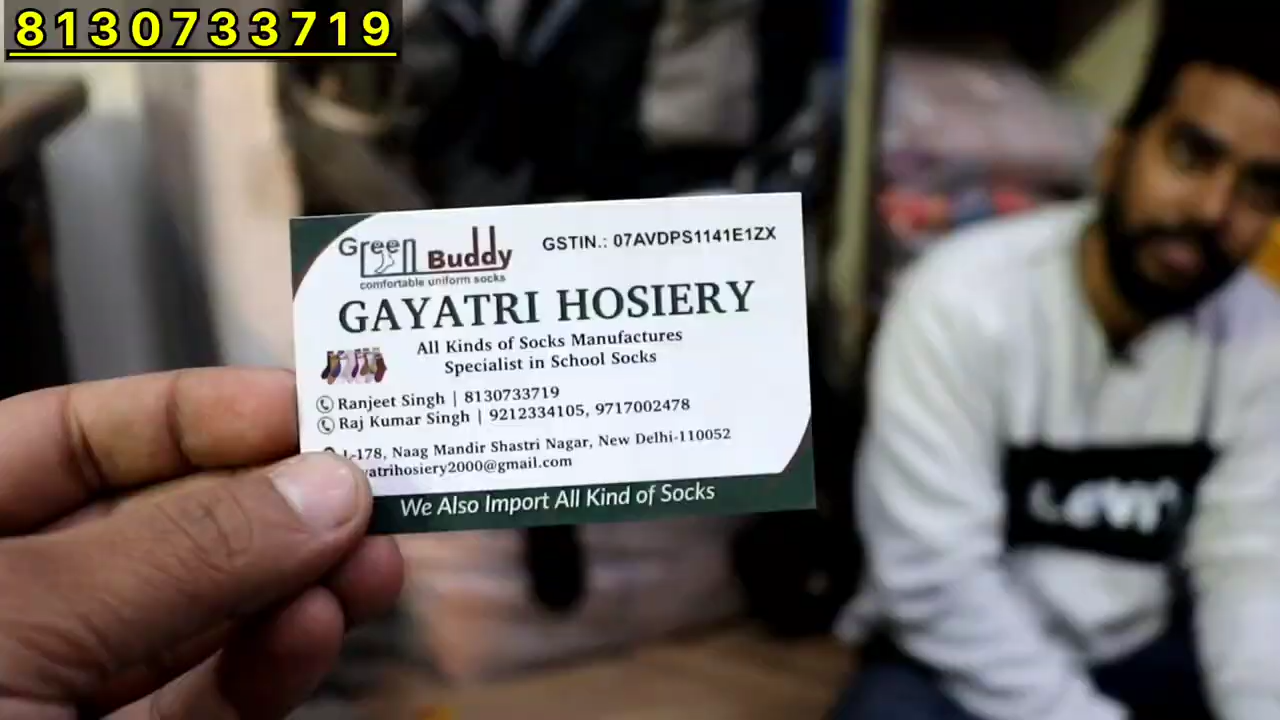 8130733719
Green Buddy
comfortable uniform socks
GSTIN.: 07AVDPS1141E1ZX
GAYATRI HOSIERY
All Kinds of Socks Manufactures
Specialist in School Socks
Ranjeet Singh | 8130733719
Raj Kumar Singh | 9212334105, 9717002478
-178, Naag Mandir Shastri Nagar, New Delhi-110052
yatrihosiery2000@gmail.com
We Also Import All Kind of Socks